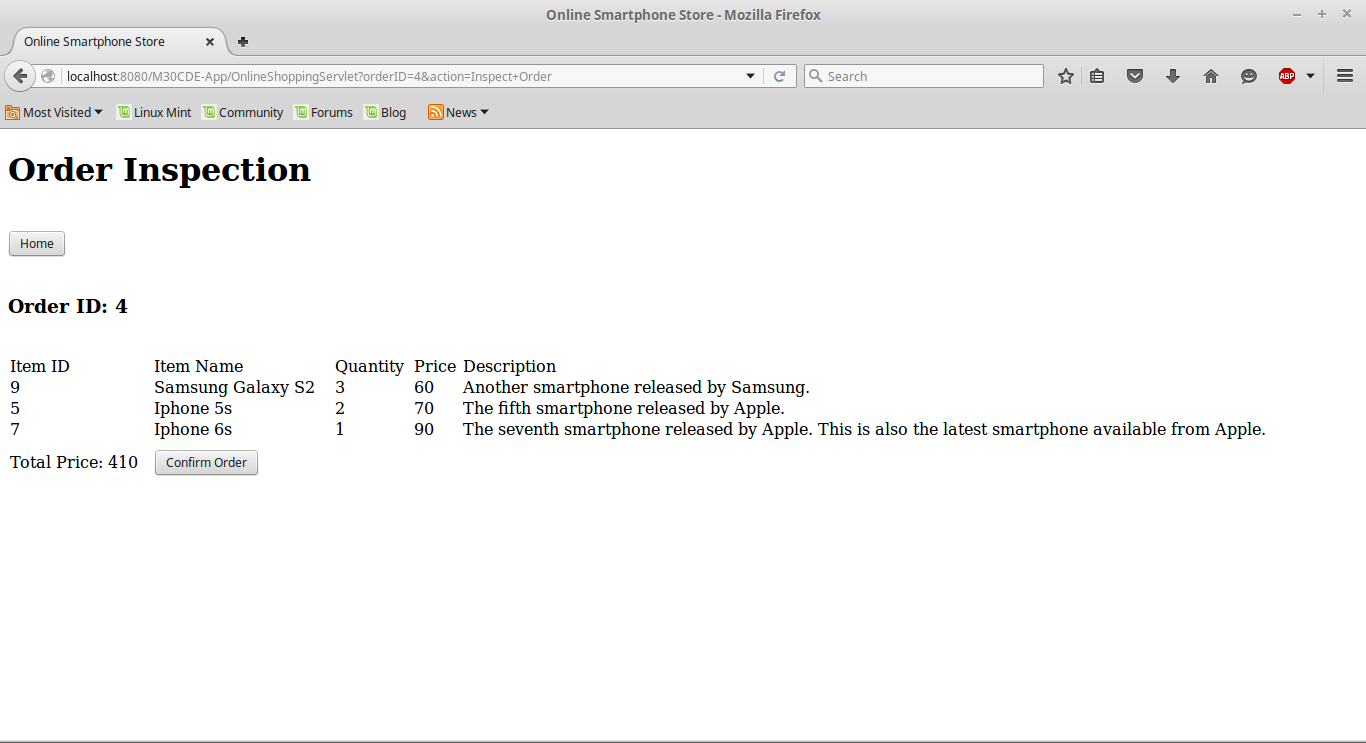 Online Smartphone Store - Mozilla Firefox
Online Smartphone Store
localhost:8080/M30CDE-App/OnlineShoppingServlet?orderID=4&action=Inspect+Order
Search
ABP
Most Visited Linux Mint Community Forums Blog News
Order Inspection
Home
Order ID: 4
Item ID Item Name Quantity Price Description
9 Samsung Galaxy S2 3 60 Another smartphone released by Samsung.
5 Iphone 5s 2 70 The fifth smartphone released by Apple.
7 Iphone 6s 1 90 The seventh smartphone released by Apple. This is also the latest smartphone available from Apple.
Total Price: 410 Confirm Order